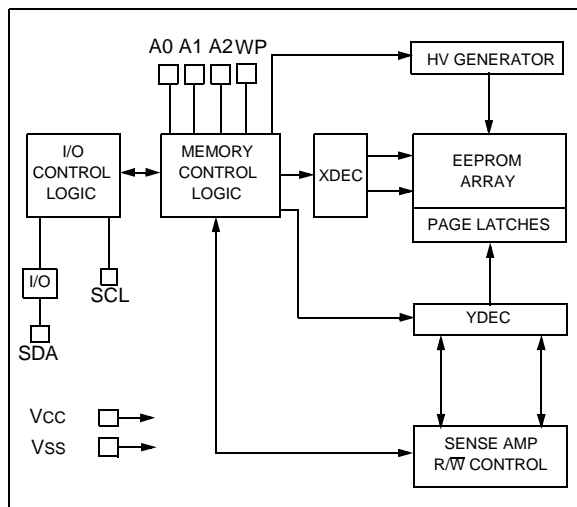 A0 A1 A2 WP
HV GENERATOR
I/O
CONTROL
LOGIC
MEMORY
CONTROL
LOGIC
XDEC
EEPROM
ARRAY
PAGE LATCHES
I/O
SCL
SDA
YDEC
VCC
VSS
SENSE AMP
R/W̅ CONTROL